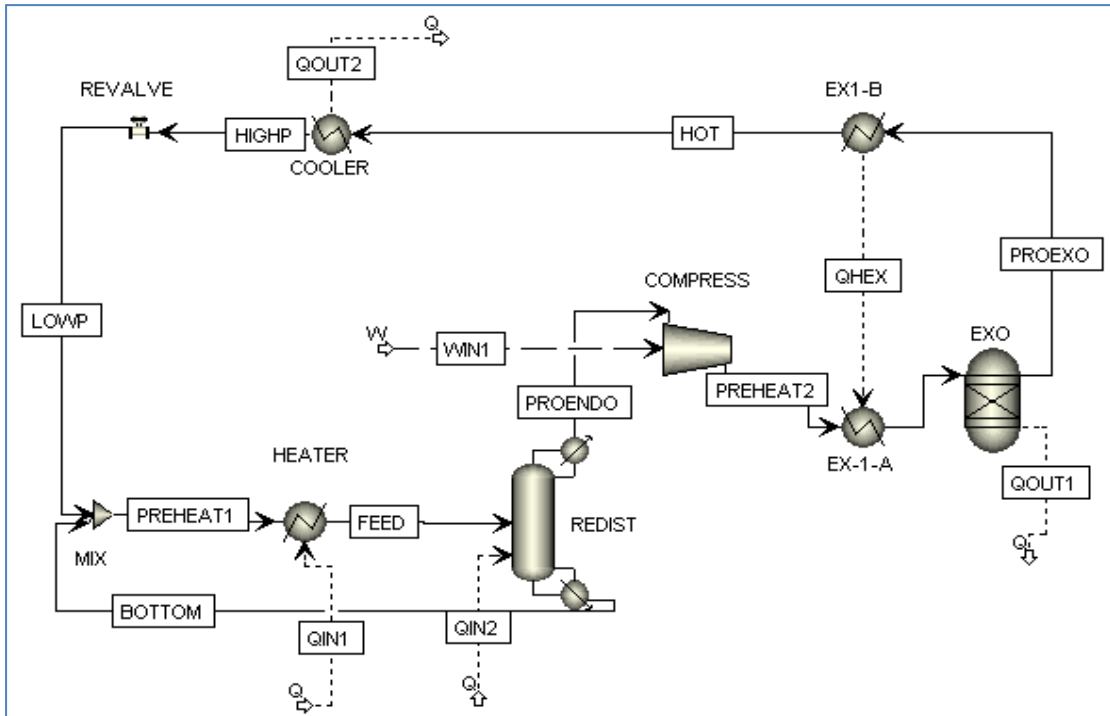 Q
QOUT2
REVALVE
EX1-B
HIGHP
HOT
COOLER
PROEXO
QHEX
COMPRESS
LOWP
EXO
W
WIN1
PREHEAT2
PROENDO
HEATER
EX-1-A
QOUT1
PREHEAT1
FEED
REDIST
MIX
Q
BOTTOM
QIN1
QIN2
Q
Q